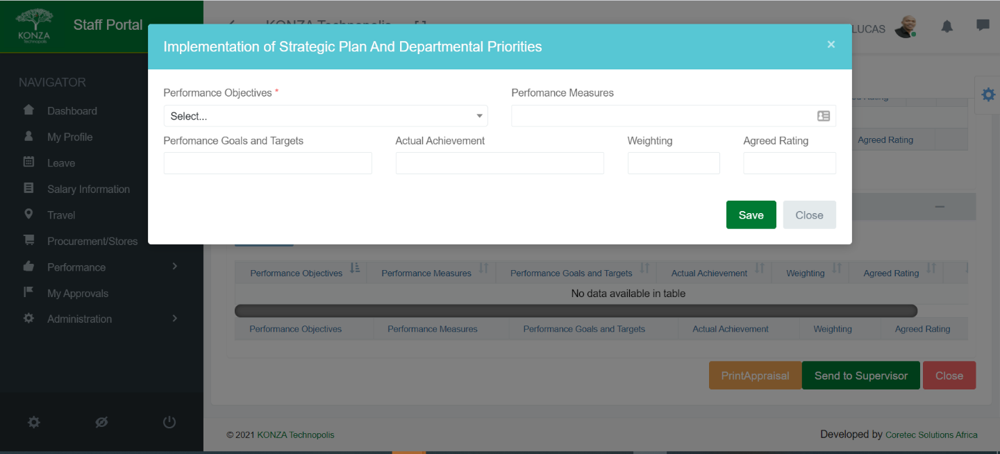 KONZA
Technopolis
Staff Portal
KONZA Technopolis
LUCAS
Implementation of Strategic Plan And Departmental Priorities
×
NAVIGATOR
Dashboard
My Profile
Leave
Salary Information
Travel
Procurement/Stores
Performance
My Approvals
Administration
Performance Objectives *
Perfomance Measures
Select...
Perfomance Goals and Targets
Actual Achievement
Weighting
Agreed Rating
Save
Close
Agreed Rating
Performance Objectives
Performance Measures
Performance Goals and Targets
Actual Achievement
Weighting
Agreed Rating
No data available in table
Performance Objectives
Performance Measures
Performance Goals and Targets
Actual Achievement
Weighting
Agreed Rating
PrintAppraisal
Send to Supervisor
Close
© 2021 KONZA Technopolis
Developed by Coretec Solutions Africa